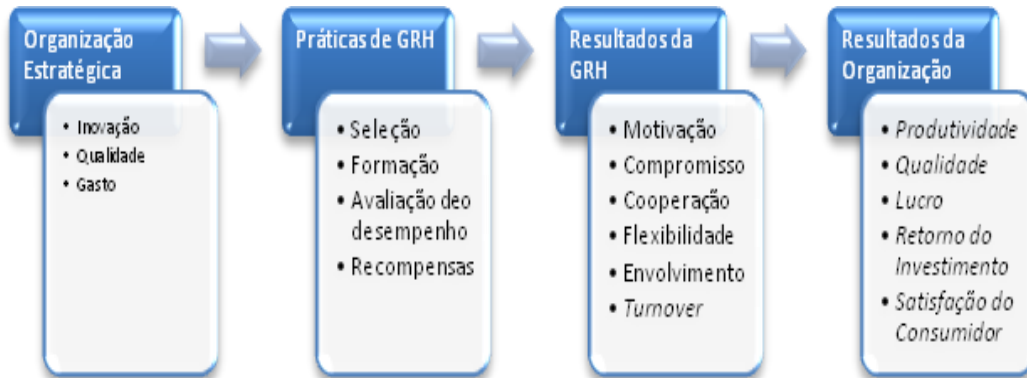 Organização
Estratégica
• Inovação
• Qualidade
• Gasto
Práticas de GRH
• Seleção
• Formação
• Avaliação deo
desempenho
• Recompensas
Resultados da
GRH
• Motivação
• Compromisso
• Cooperação
• Flexibilidade
• Envolvimento
• Turnover
Resultados da
Organização
• Produtividade
• Qualidade
• Lucro
• Retorno do
Investimento
• Satisfação do
Consumidor